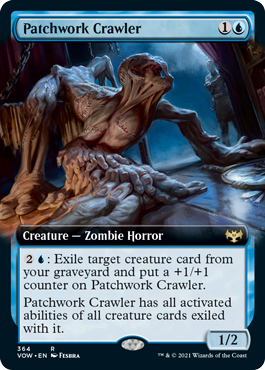 Patchwork Crawler 1
Creature — Zombie Horror
2 : Exile target creature card from
your graveyard and put a +1/+1
counter on Patchwork Crawler.
Patchwork Crawler has all activated
abilities of all creature cards exiled
with it.
1/2
364 R
VOW • EN FESBRA
™ & © 2021 Wizards of the Coast